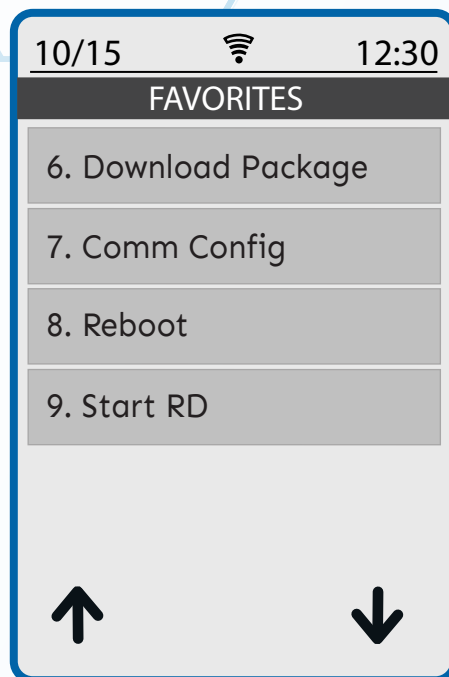 10/15 12:30
FAVORITES
6. Download Package
7. Comm Config
8. Reboot
9. Start RD